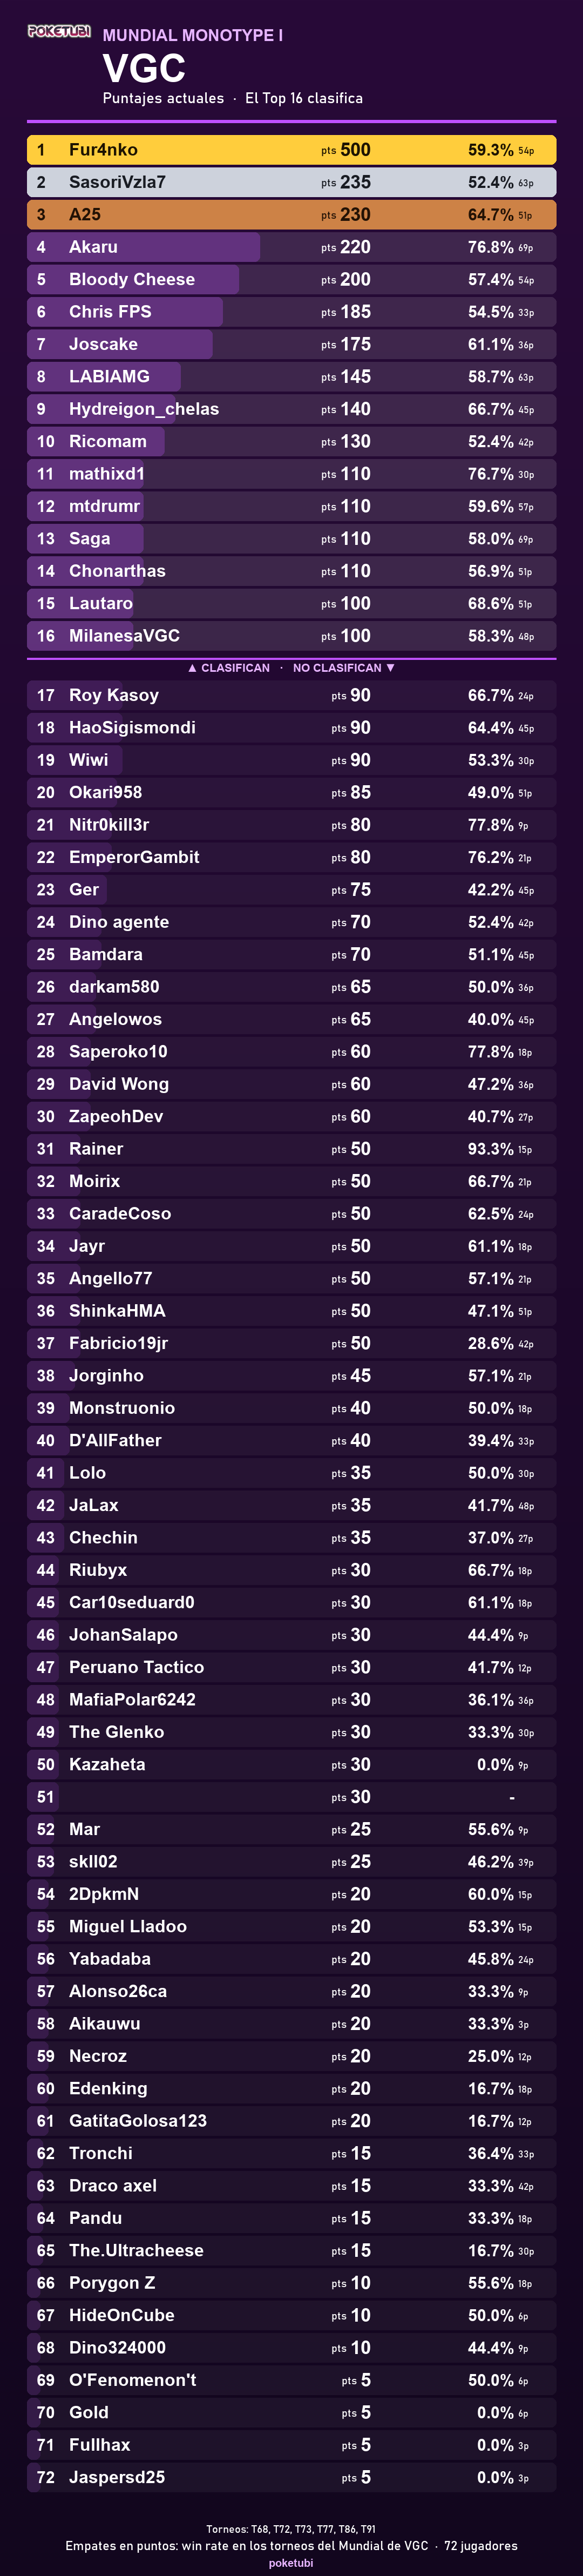 POKETUBI
MUNDIAL MONOTYPE I
VGC
Puntajes actuales · El Top 16 clasifica
1 Fur4nko pts 500 59.3% 54p
2 SasoriVzla7 pts 235 52.4% 63p
3 A25 pts 230 64.7% 51p
4 Akaru pts 220 76.8% 69p
5 Bloody Cheese pts 200 57.4% 54p
6 Chris FPS pts 185 54.5% 33p
7 Joscake pts 175 61.1% 36p
8 LABIAMG pts 145 58.7% 63p
9 Hydreigon_chelas pts 140 66.7% 45p
10 Ricomam pts 130 52.4% 42p
11 mathixd1 pts 110 76.7% 30p
12 mtdrumr pts 110 59.6% 57p
13 Saga pts 110 58.0% 69p
14 Chonarthas pts 110 56.9% 51p
15 Lautaro pts 100 68.6% 51p
16 MilanesaVGC pts 100 58.3% 48p
▲ CLASIFICAN · NO CLASIFICAN ▼
17 Roy Kasoy pts 90 66.7% 24p
18 HaoSigismondi pts 90 64.4% 45p
19 Wiwi pts 90 53.3% 30p
20 Okari958 pts 85 49.0% 51p
21 Nitr0kill3r pts 80 77.8% 9p
22 EmperorGambit pts 80 76.2% 21p
23 Ger pts 75 42.2% 45p
24 Dino agente pts 70 52.4% 42p
25 Bamdara pts 70 51.1% 45p
26 darkam580 pts 65 50.0% 36p
27 Angelowos pts 65 40.0% 45p
28 Saperoko10 pts 60 77.8% 18p
29 David Wong pts 60 47.2% 36p
30 ZapeohDev pts 60 40.7% 27p
31 Rainer pts 50 93.3% 15p
32 Moirix pts 50 66.7% 21p
33 CaradeCoso pts 50 62.5% 24p
34 Jayr pts 50 61.1% 18p
35 Angello77 pts 50 57.1% 21p
36 ShinkaHMA pts 50 47.1% 51p
37 Fabricio19jr pts 50 28.6% 42p
38 Jorginho pts 45 57.1% 21p
39 Monstruonio pts 40 50.0% 18p
40 D'AllFather pts 40 39.4% 33p
41 Lolo pts 35 50.0% 30p
42 JaLax pts 35 41.7% 48p
43 Chechin pts 35 37.0% 27p
44 Riubyx pts 30 66.7% 18p
45 Car10seduard0 pts 30 61.1% 18p
46 JohanSalapo pts 30 44.4% 9p
47 Peruano Tactico pts 30 41.7% 12p
48 MafiaPolar6242 pts 30 36.1% 36p
49 The Glenko pts 30 33.3% 30p
50 Kazaheta pts 30 0.0% 9p
51 pts 30 -
52 Mar pts 25 55.6% 9p
53 skll02 pts 25 46.2% 39p
54 2DpkmN pts 20 60.0% 15p
55 Miguel Lladoo pts 20 53.3% 15p
56 Yabadaba pts 20 45.8% 24p
57 Alonso26ca pts 20 33.3% 9p
58 Aikauwu pts 20 33.3% 3p
59 Necroz pts 20 25.0% 12p
60 Edenking pts 20 16.7% 18p
61 GatitaGolosa123 pts 20 16.7% 12p
62 Tronchi pts 15 36.4% 33p
63 Draco axel pts 15 33.3% 42p
64 Pandu pts 15 33.3% 18p
65 The.Ultracheese pts 15 16.7% 30p
66 Porygon Z pts 10 55.6% 18p
67 HideOnCube pts 10 50.0% 6p
68 Dino324000 pts 10 44.4% 9p
69 O'Fenomenon't pts 5 50.0% 6p
70 Gold pts 5 0.0% 6p
71 Fullhax pts 5 0.0% 3p
72 Jaspersd25 pts 5 0.0% 3p
Torneos: T68, T72, T73, T77, T86, T91
Empates en puntos: win rate en los torneos del Mundial de VGC · 72 jugadores
poketubi